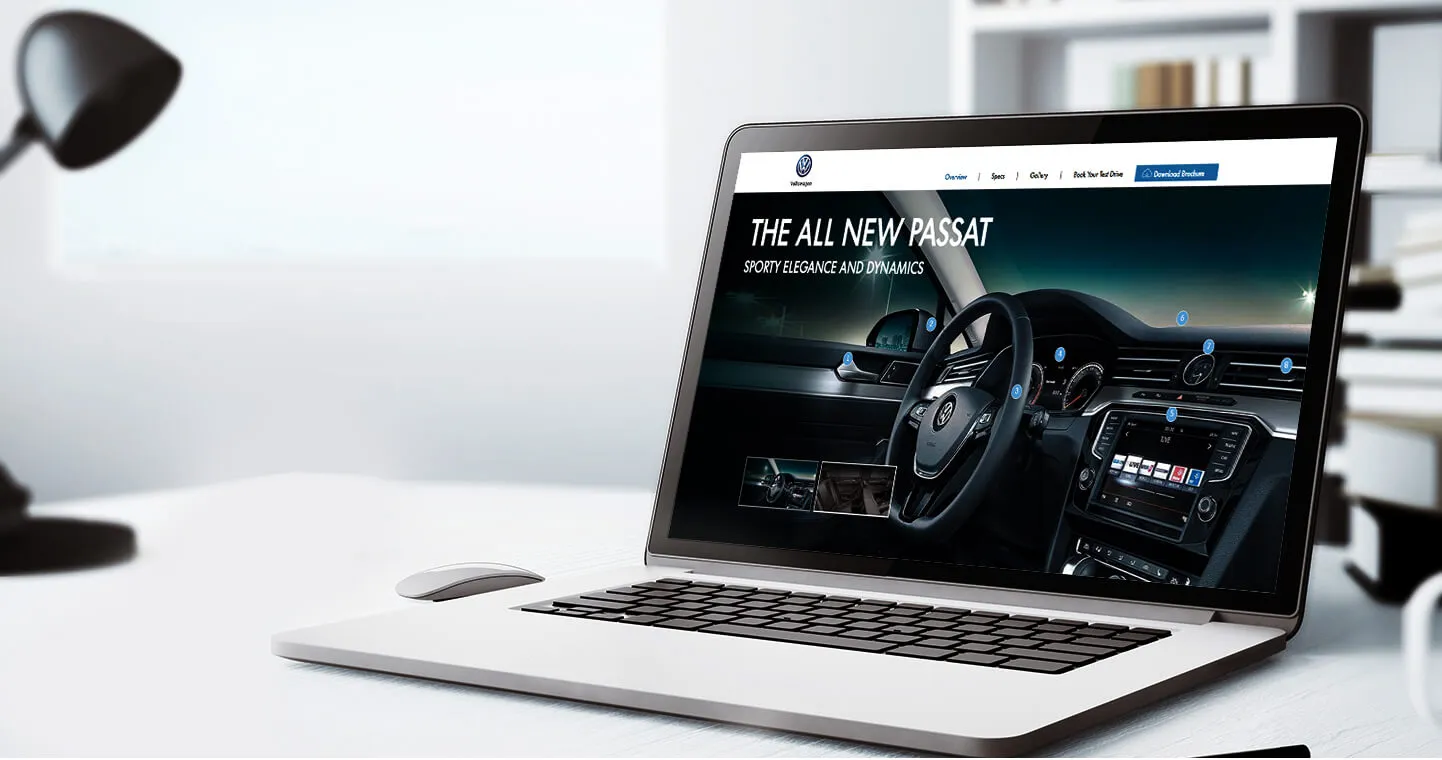 Volkswagen
Overview | Specs | Gallery | Book Your Test Drive
Download Brochure
THE ALL NEW PASSAT
SPORTY ELEGANCE AND DYNAMICS
6
2
7
4
1
8
3
5
LIVE